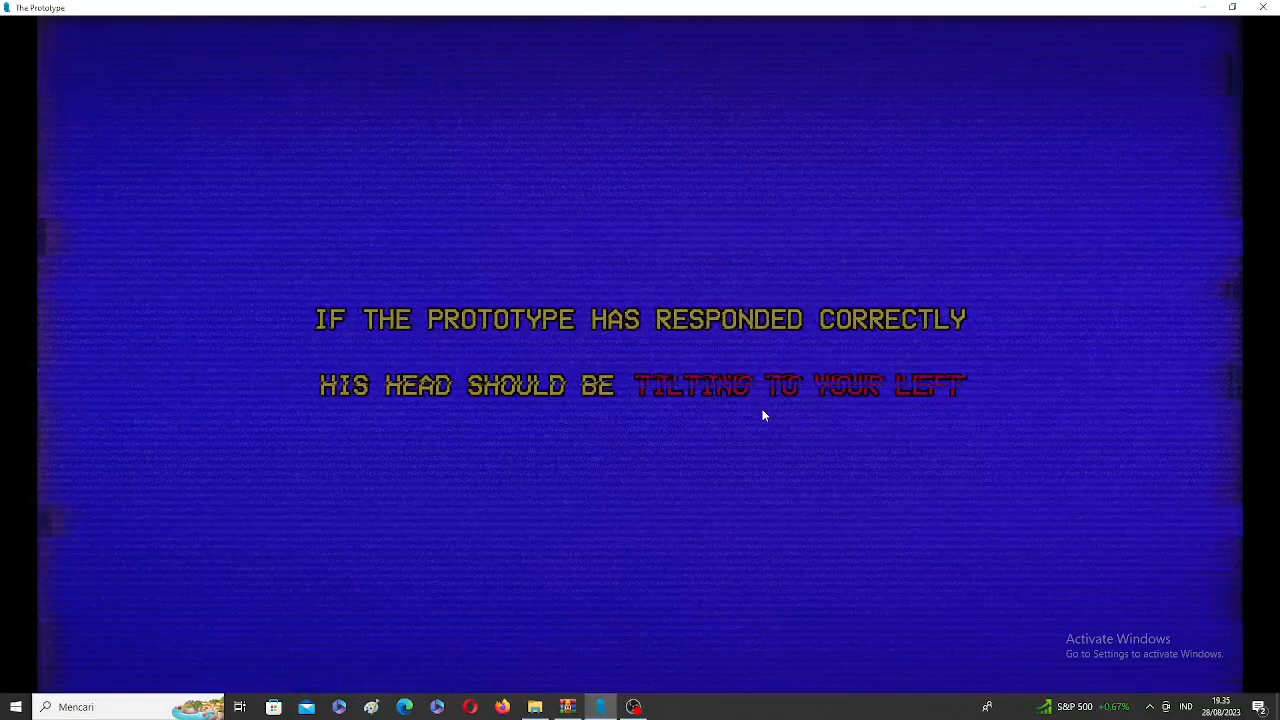 The Prototype
IF THE PROTOTYPE HAS RESPONDED CORRECTLY
HIS HEAD SHOULD BE TILTING TO YOUR LEFT
Activate Windows
Go to Settings to activate Windows.
Mencari
S&P 500 +0.67%
IND
19.35
28/08/2023